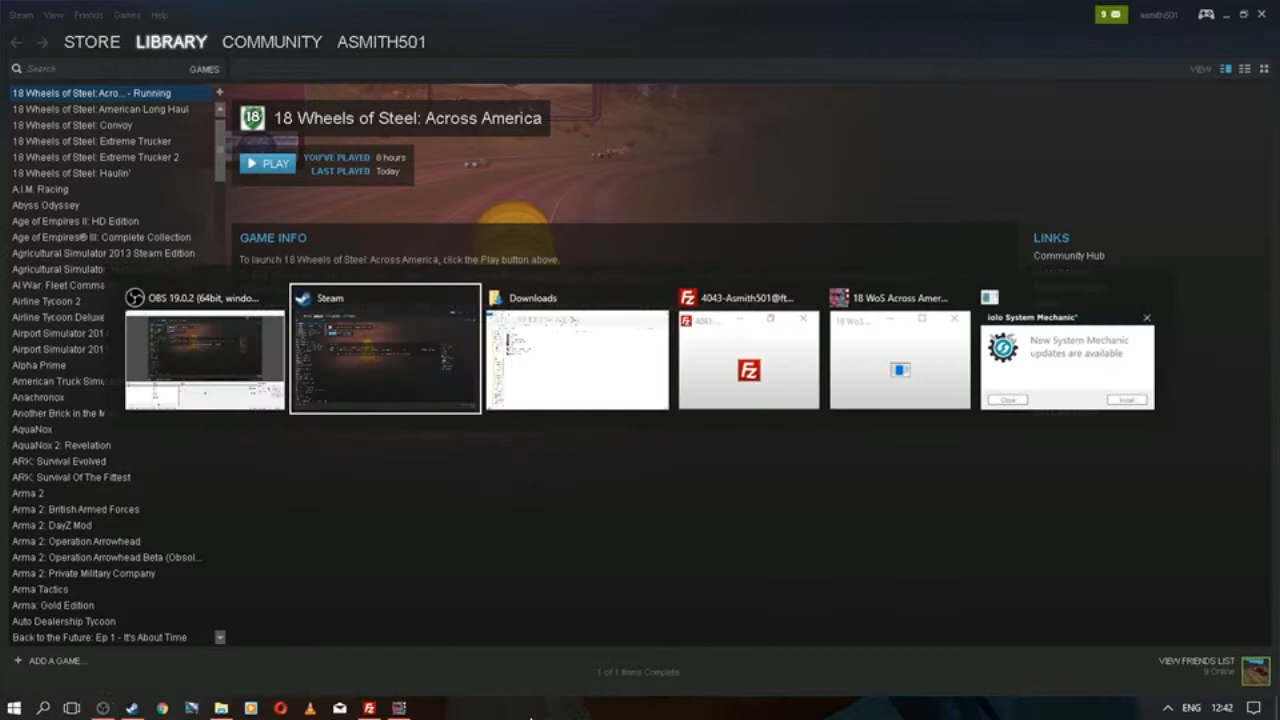 Steam View Friends Games Help
9
asmith501
STORE LIBRARY COMMUNITY ASMITH501
Search
GAMES
VIEW
18 Wheels of Steel: Acro... - Running
18 Wheels of Steel: American Long Haul
18 Wheels of Steel: Convoy
18 Wheels of Steel: Extreme Trucker
18 Wheels of Steel: Extreme Trucker 2
18 Wheels of Steel: Haulin'
A.I.M. Racing
Abyss Odyssey
Age of Empires II: HD Edition
Age of Empires® III: Complete Collection
Agricultural Simulator 2013 Steam Edition
Agricultural Simulator
AI War: Fleet Comma
Airline Tycoon 2
Airline Tycoon Deluxe
Airport Simulator 201
Airport Simulator 201
Alpha Prime
American Truck Simu
Anachronox
Another Brick in the M
AquaNox
AquaNox 2: Revelation
ARK: Survival Evolved
ARK: Survival Of The Fittest
Arma 2
Arma 2: British Armed Forces
Arma 2: DayZ Mod
Arma 2: Operation Arrowhead
Arma 2: Operation Arrowhead Beta (Obsol...
Arma 2: Private Military Company
Arma Tactics
Arma: Gold Edition
Auto Dealership Tycoon
Back to the Future: Ep 1 - It's About Time
18 18 Wheels of Steel: Across America
PLAY
YOU'VE PLAYED 8 hours
LAST PLAYED Today
GAME INFO
To launch 18 Wheels of Steel: Across America, click the Play button above.
LINKS
Community Hub
OBS 19.0.2 (64bit, windo...
Steam
Downloads
4043-Asmith501@ft...
4043-...
18 WoS Across Amer...
18 WoS...
iolo System Mechanic®
New System Mechanic
updates are available
Close
Install
ADD A GAME...
1 of 1 Items Complete
VIEW FRIENDS LIST
9 Online
ENG 12:42